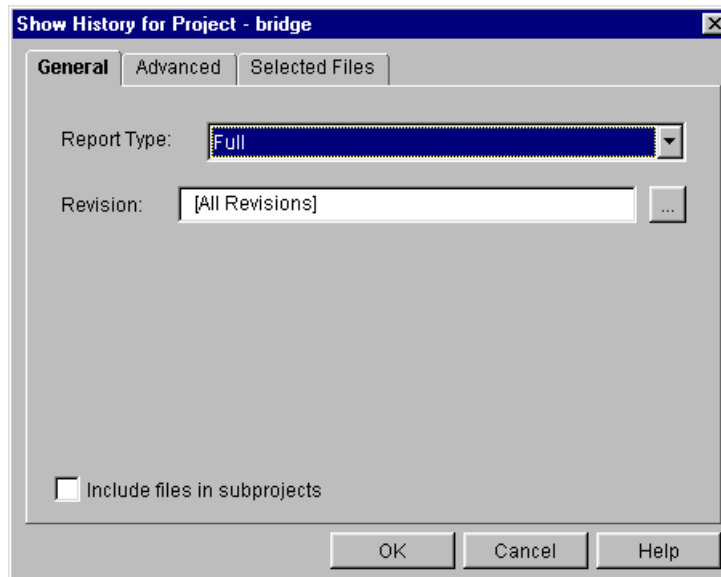 Show History for Project - bridge
General Advanced Selected Files
Report Type: Full
Revision: [All Revisions] ...
Include files in subprojects
OK Cancel Help